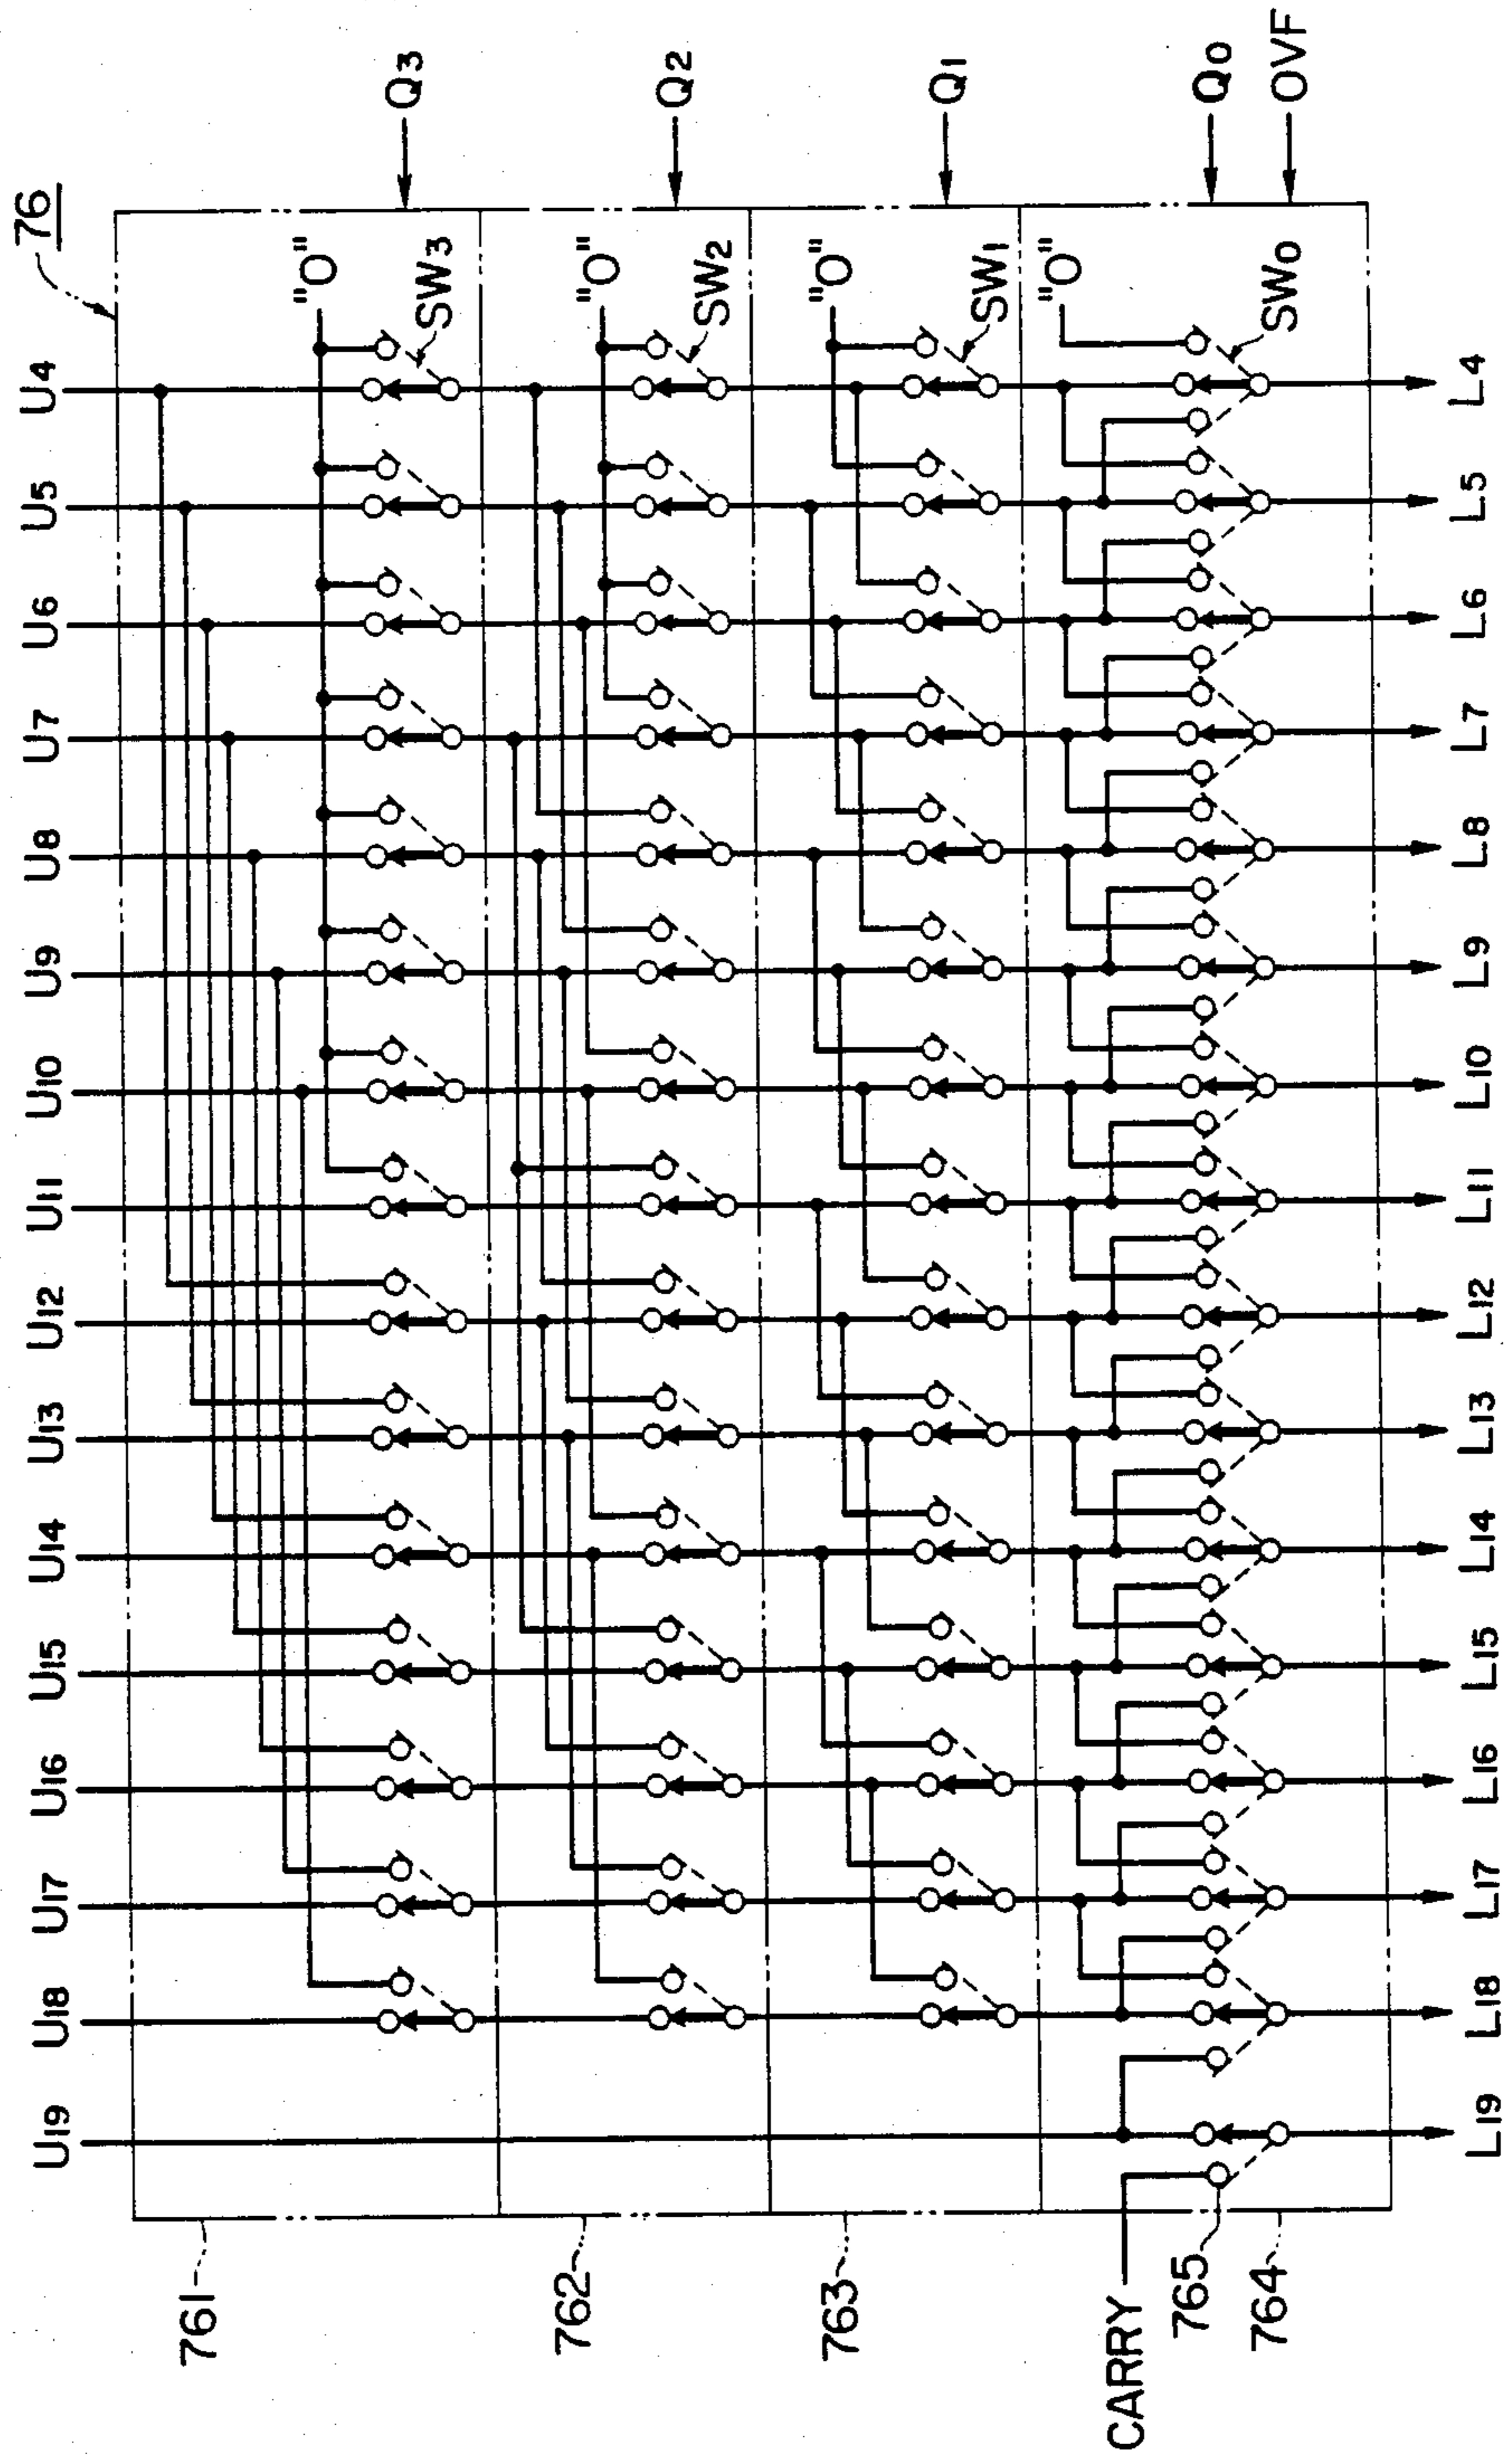 76
U19 U18 U17 U16 U15 U14 U13 U12 U11 U10 U9 U8 U7 U6 U5 U4
761
"0"
Q3
SW3
762
"0"
Q2
SW2
763
"0"
Q1
SW1
CARRY
"0"
765
Q0
764
SW0
OVF
L19 L18 L17 L16 L15 L14 L13 L12 L11 L10 L9 L8 L7 L6 L5 L4